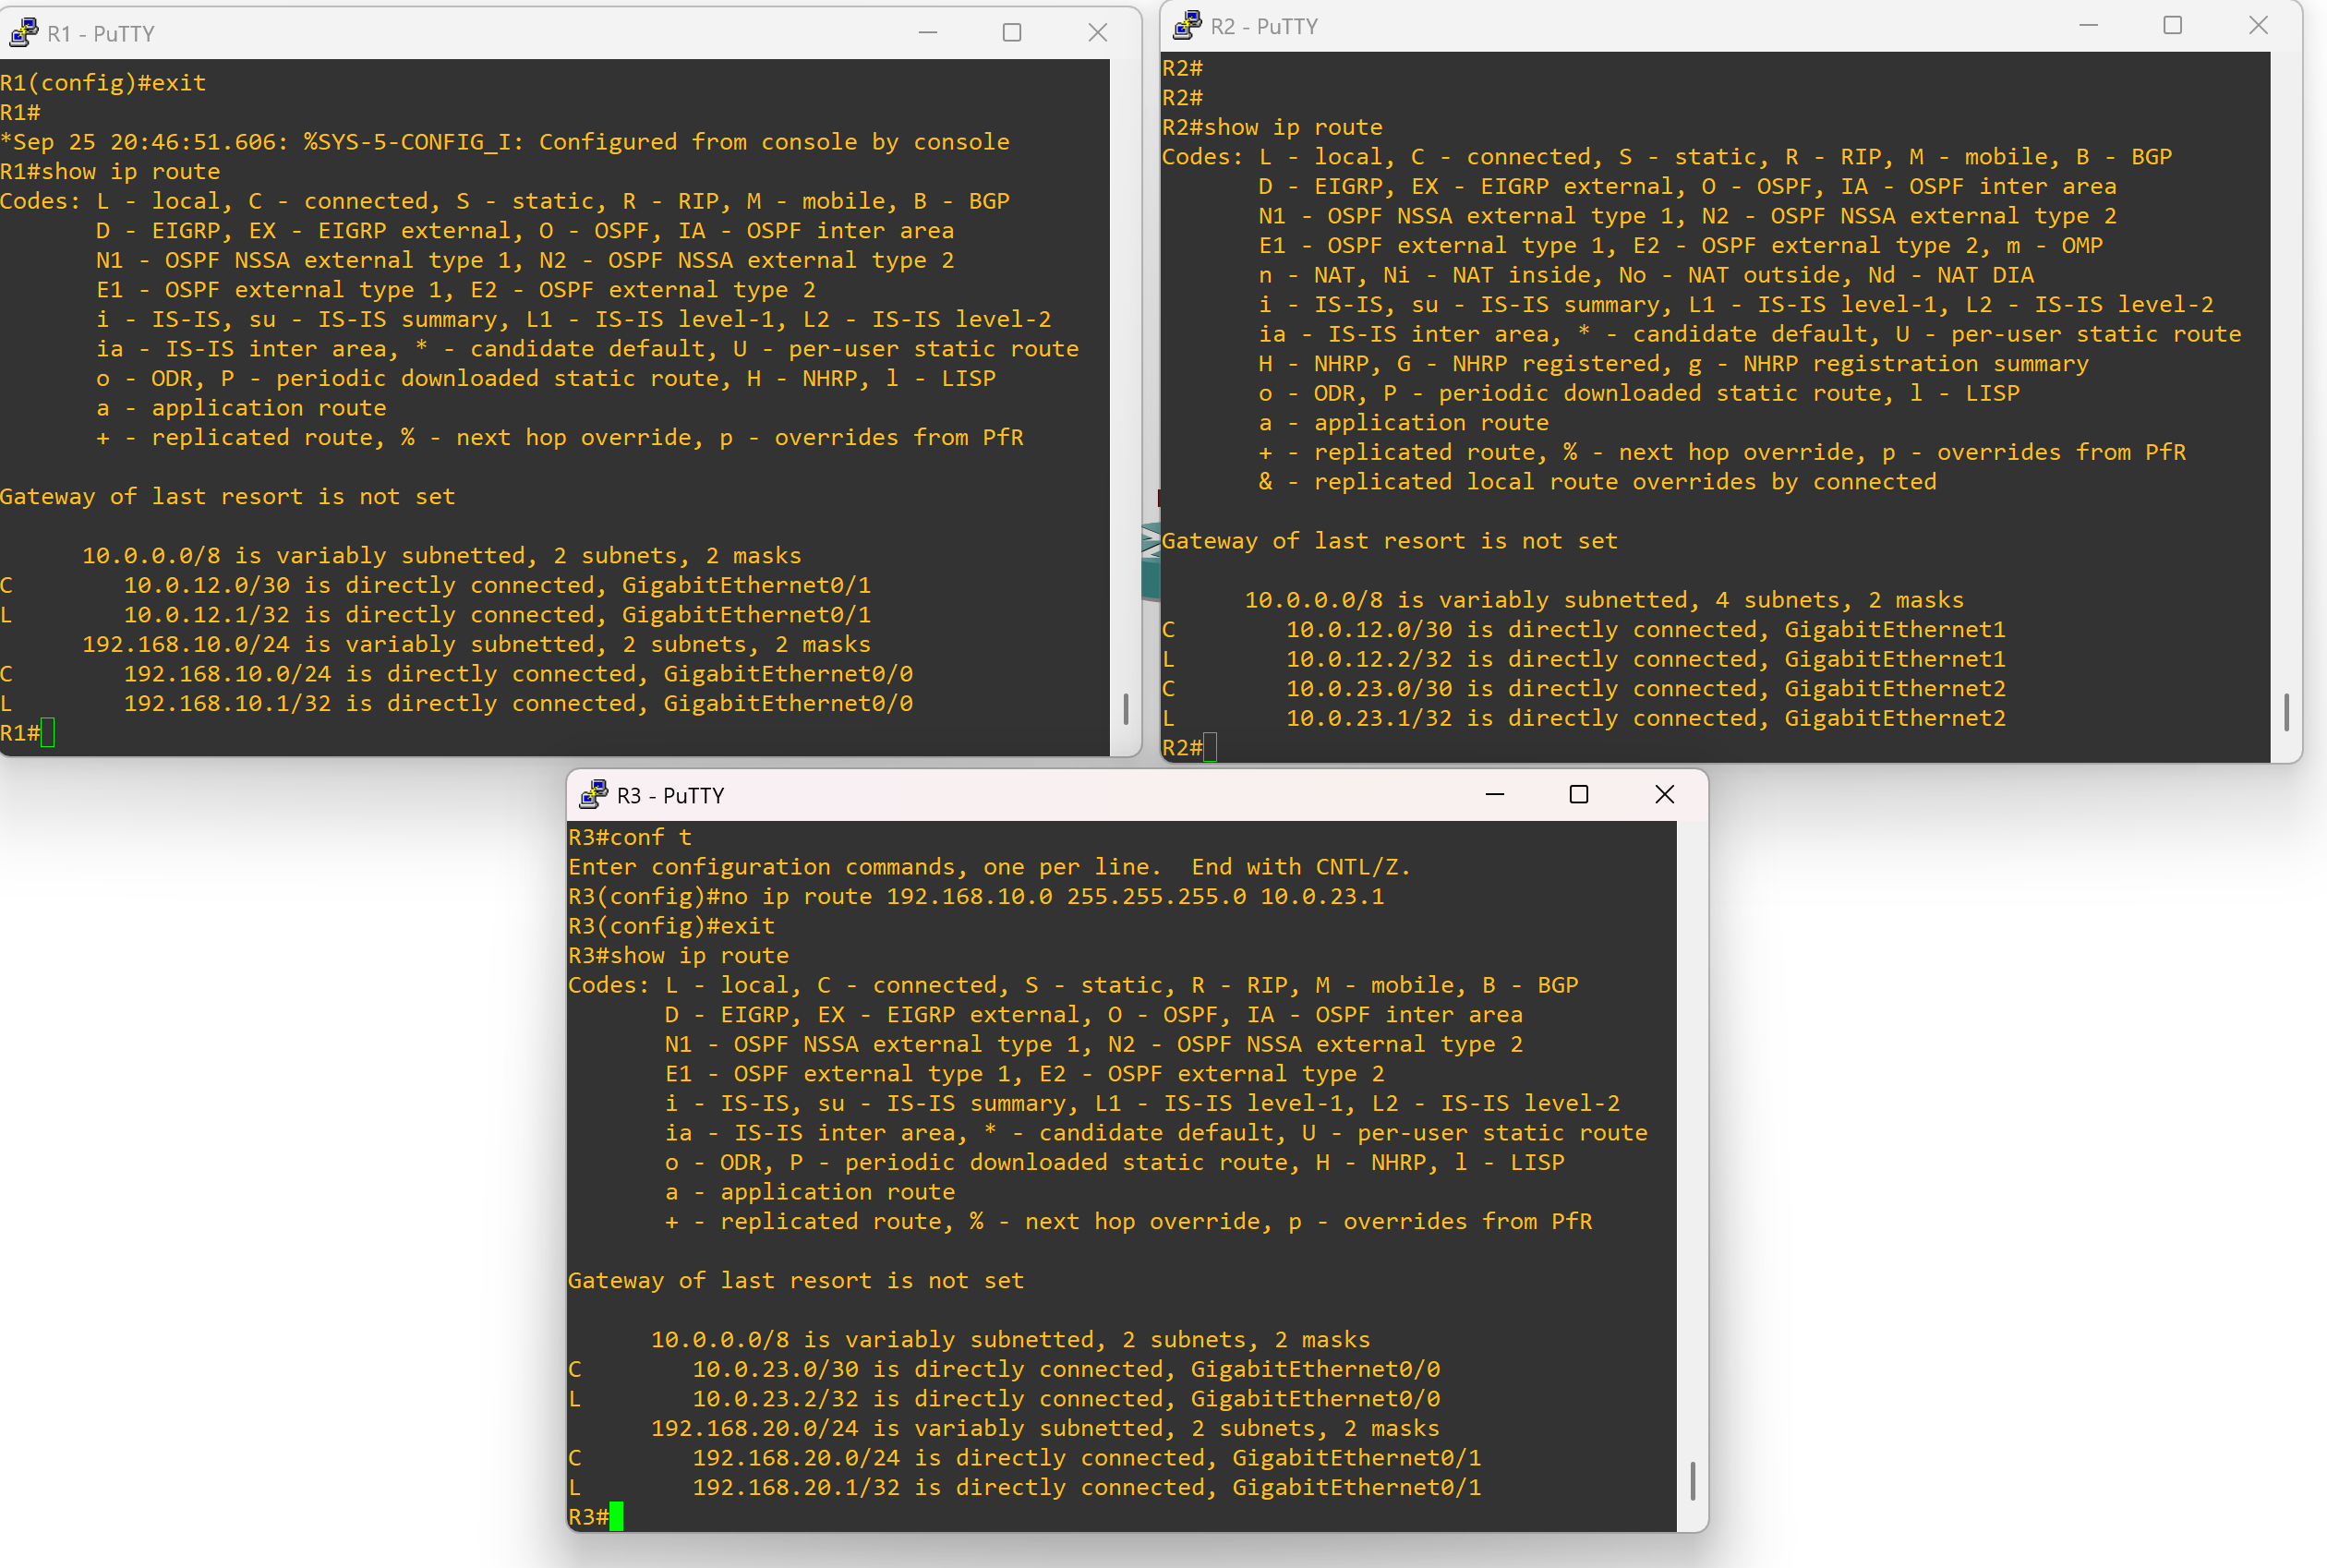 R1 - PuTTY
R1(config)#exit
R1#
*Sep 25 20:46:51.606: %SYS-5-CONFIG_I: Configured from console by console
R1#show ip route
Codes: L - local, C - connected, S - static, R - RIP, M - mobile, B - BGP
       D - EIGRP, EX - EIGRP external, O - OSPF, IA - OSPF inter area
       N1 - OSPF NSSA external type 1, N2 - OSPF NSSA external type 2
       E1 - OSPF external type 1, E2 - OSPF external type 2
       i - IS-IS, su - IS-IS summary, L1 - IS-IS level-1, L2 - IS-IS level-2
       ia - IS-IS inter area, * - candidate default, U - per-user static route
       o - ODR, P - periodic downloaded static route, H - NHRP, l - LISP
       a - application route
       + - replicated route, % - next hop override, p - overrides from PfR
Gateway of last resort is not set
      10.0.0.0/8 is variably subnetted, 2 subnets, 2 masks
C        10.0.12.0/30 is directly connected, GigabitEthernet0/1
L        10.0.12.1/32 is directly connected, GigabitEthernet0/1
      192.168.10.0/24 is variably subnetted, 2 subnets, 2 masks
C        192.168.10.0/24 is directly connected, GigabitEthernet0/0
L        192.168.10.1/32 is directly connected, GigabitEthernet0/0
R1#
R2 - PuTTY
R2#
R2#
R2#show ip route
Codes: L - local, C - connected, S - static, R - RIP, M - mobile, B - BGP
       D - EIGRP, EX - EIGRP external, O - OSPF, IA - OSPF inter area
       N1 - OSPF NSSA external type 1, N2 - OSPF NSSA external type 2
       E1 - OSPF external type 1, E2 - OSPF external type 2, m - OMP
       n - NAT, Ni - NAT inside, No - NAT outside, Nd - NAT DIA
       i - IS-IS, su - IS-IS summary, L1 - IS-IS level-1, L2 - IS-IS level-2
       ia - IS-IS inter area, * - candidate default, U - per-user static route
       H - NHRP, G - NHRP registered, g - NHRP registration summary
       o - ODR, P - periodic downloaded static route, l - LISP
       a - application route
       + - replicated route, % - next hop override, p - overrides from PfR
       & - replicated local route overrides by connected
Gateway of last resort is not set
      10.0.0.0/8 is variably subnetted, 4 subnets, 2 masks
C        10.0.12.0/30 is directly connected, GigabitEthernet1
L        10.0.12.2/32 is directly connected, GigabitEthernet1
C        10.0.23.0/30 is directly connected, GigabitEthernet2
L        10.0.23.1/32 is directly connected, GigabitEthernet2
R2#
R3 - PuTTY
R3#conf t
Enter configuration commands, one per line.  End with CNTL/Z.
R3(config)#no ip route 192.168.10.0 255.255.255.0 10.0.23.1
R3(config)#exit
R3#show ip route
Codes: L - local, C - connected, S - static, R - RIP, M - mobile, B - BGP
       D - EIGRP, EX - EIGRP external, O - OSPF, IA - OSPF inter area
       N1 - OSPF NSSA external type 1, N2 - OSPF NSSA external type 2
       E1 - OSPF external type 1, E2 - OSPF external type 2
       i - IS-IS, su - IS-IS summary, L1 - IS-IS level-1, L2 - IS-IS level-2
       ia - IS-IS inter area, * - candidate default, U - per-user static route
       o - ODR, P - periodic downloaded static route, H - NHRP, l - LISP
       a - application route
       + - replicated route, % - next hop override, p - overrides from PfR
Gateway of last resort is not set
      10.0.0.0/8 is variably subnetted, 2 subnets, 2 masks
C        10.0.23.0/30 is directly connected, GigabitEthernet0/0
L        10.0.23.2/32 is directly connected, GigabitEthernet0/0
      192.168.20.0/24 is variably subnetted, 2 subnets, 2 masks
C        192.168.20.0/24 is directly connected, GigabitEthernet0/1
L        192.168.20.1/32 is directly connected, GigabitEthernet0/1
R3#